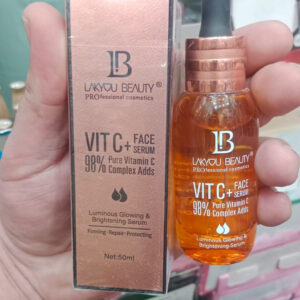 LB
LAKYOU BEAUTY®
PROfessional cosmetics
VIT C+ FACE SERUM
98% Pure Vitamin C Complex Adds
Luminous Glowing &
Brightening Serum
Firming·Repair·Protecting
Net:50ml
LB
LAKYOU BEAUTY®
PROfessional cosmetics
VIT C+ FACE SERUM
98% Pure Vitamin C Complex Adds
Luminous Glowing &
Brightening Serum